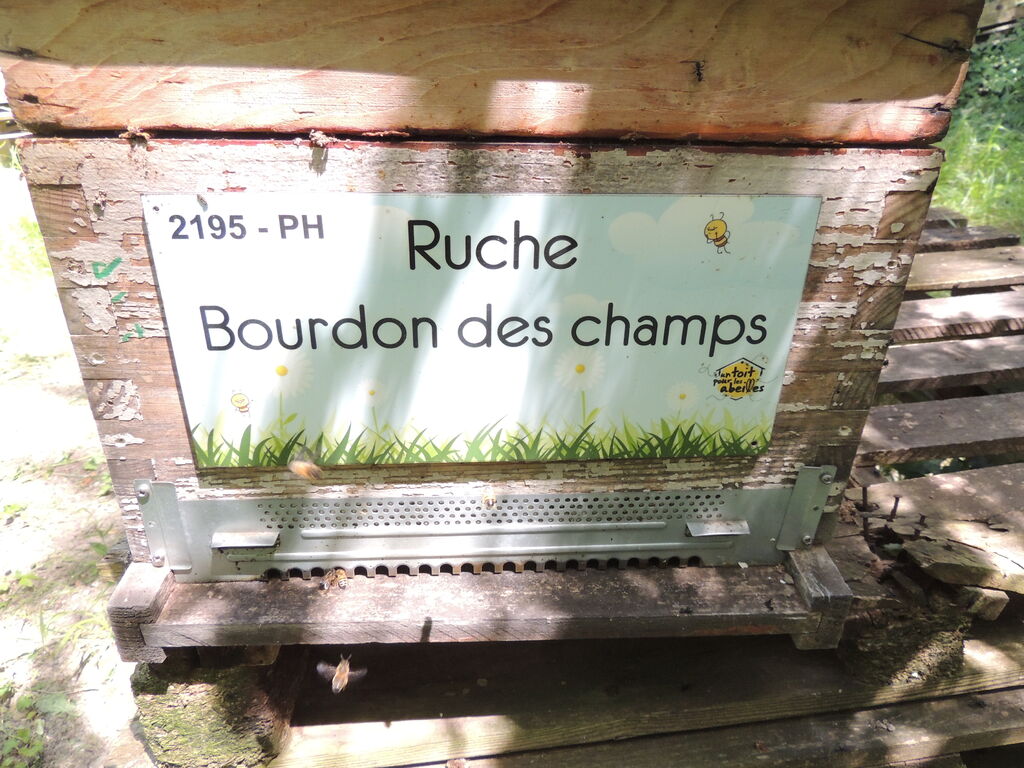 2195 - PH
Ruche
Bourdon des champs
un toit
pour les
abeilles